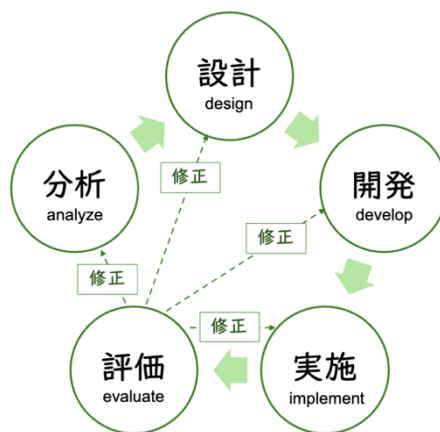 設計
design
分析
analyze
開発
develop
修正
修正
修正
修正
評価
evaluate
実施
implement